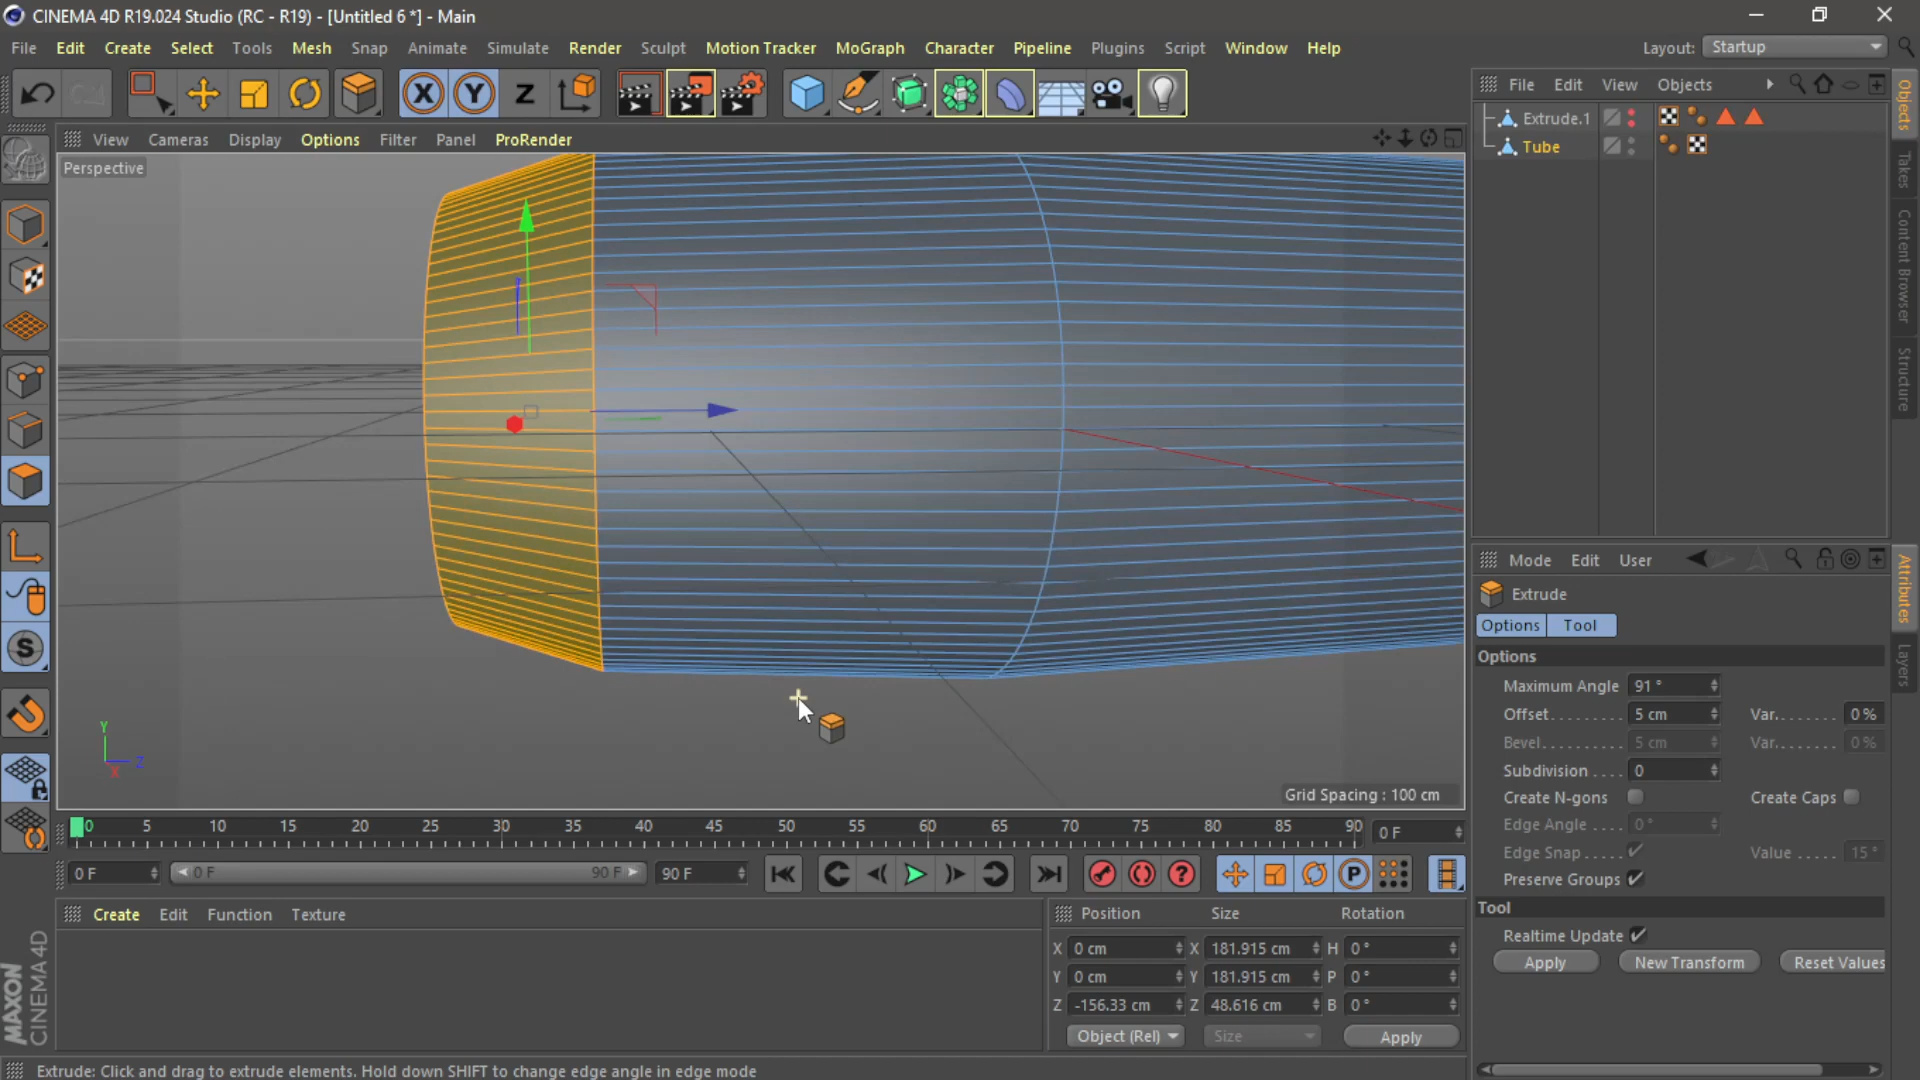 CINEMA 4D R19.024 Studio (RC - R19) - [Untitled 6 *] - Main
File Edit Create Select Tools Mesh Snap Animate Simulate Render Sculpt Motion Tracker MoGraph Character Pipeline Plugins Script Window Help Layout: Startup
X Y Z
File Edit View Objects
View Cameras Display Options Filter Panel ProRender
Perspective
Extrude.1
Tube
Objects
Takes
Content Browser
Structure
Mode Edit User
Extrude
Options Tool
Options
Maximum Angle 91 °
Offset........ 5 cm Var....... 0 %
Bevel......... 5 cm Var....... 0 %
Subdivision .... 0
Create N-gons Create Caps
Edge Angle .... 0 °
Edge Snap..... Value ..... 15 °
Preserve Groups
Tool
Realtime Update
Apply New Transform Reset Values
Attributes
Layers
Y
Z
X
Grid Spacing : 100 cm
0 5 10 15 20 25 30 35 40 45 50 55 60 65 70 75 80 85 90 0 F
0 F 0 F 90 F 90 F
? P
Create Edit Function Texture
Position Size Rotation
X 0 cm X 181.915 cm H 0 °
Y 0 cm Y 181.915 cm P 0 °
Z -156.33 cm Z 48.616 cm B 0 °
Object (Rel) Size Apply
S
MAXON
CINEMA 4D
Extrude: Click and drag to extrude elements. Hold down SHIFT to change edge angle in edge mode